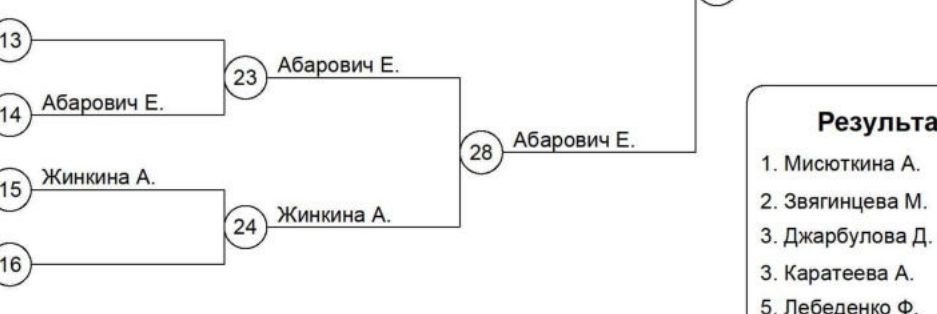 13
Абарович Е.
23
14 Абарович Е.
28 Абарович Е.
15 Жинкина А.
24 Жинкина А.
16
Результа
1. Мисюткина А.
2. Звягинцева М.
3. Джарбулова Д.
3. Каратеева А.
5. Лебеденко Ф.